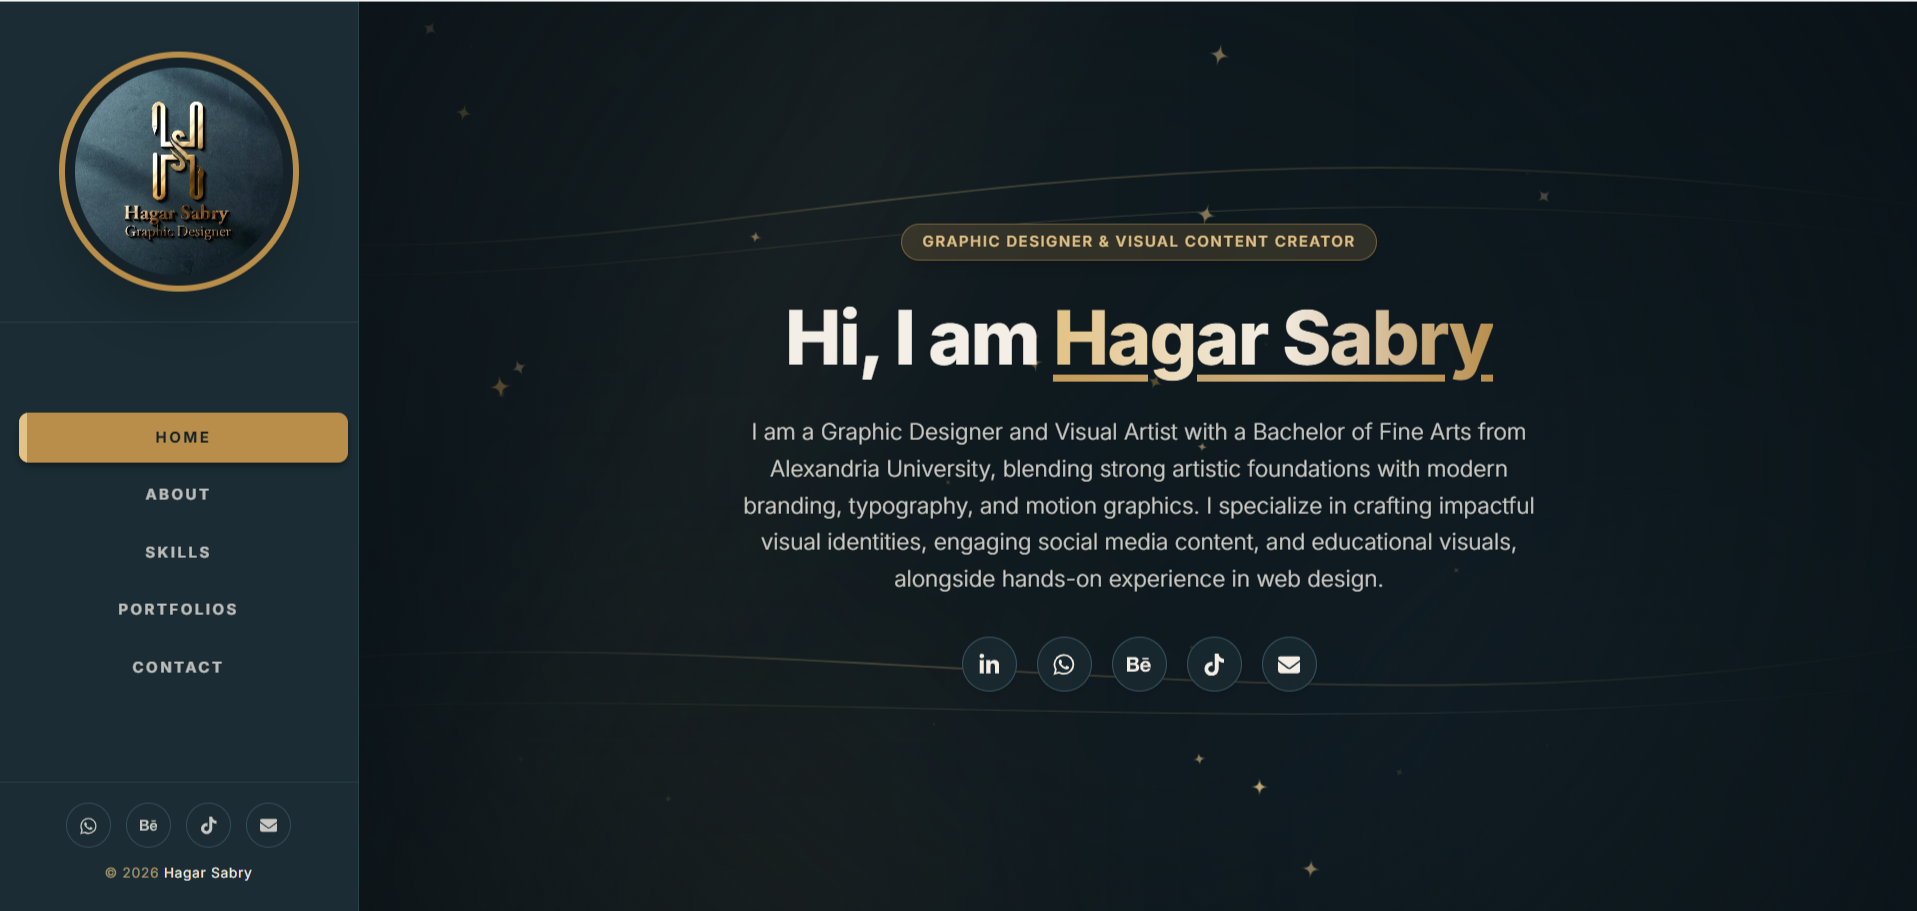 Hagar Sabry
Graphic Designer
HOME
ABOUT
SKILLS
PORTFOLIOS
CONTACT
Bē
© 2026 Hagar Sabry
GRAPHIC DESIGNER & VISUAL CONTENT CREATOR
Hi, I am Hagar Sabry
I am a Graphic Designer and Visual Artist with a Bachelor of Fine Arts from
Alexandria University, blending strong artistic foundations with modern
branding, typography, and motion graphics. I specialize in crafting impactful
visual identities, engaging social media content, and educational visuals,
alongside hands-on experience in web design.
in Bē